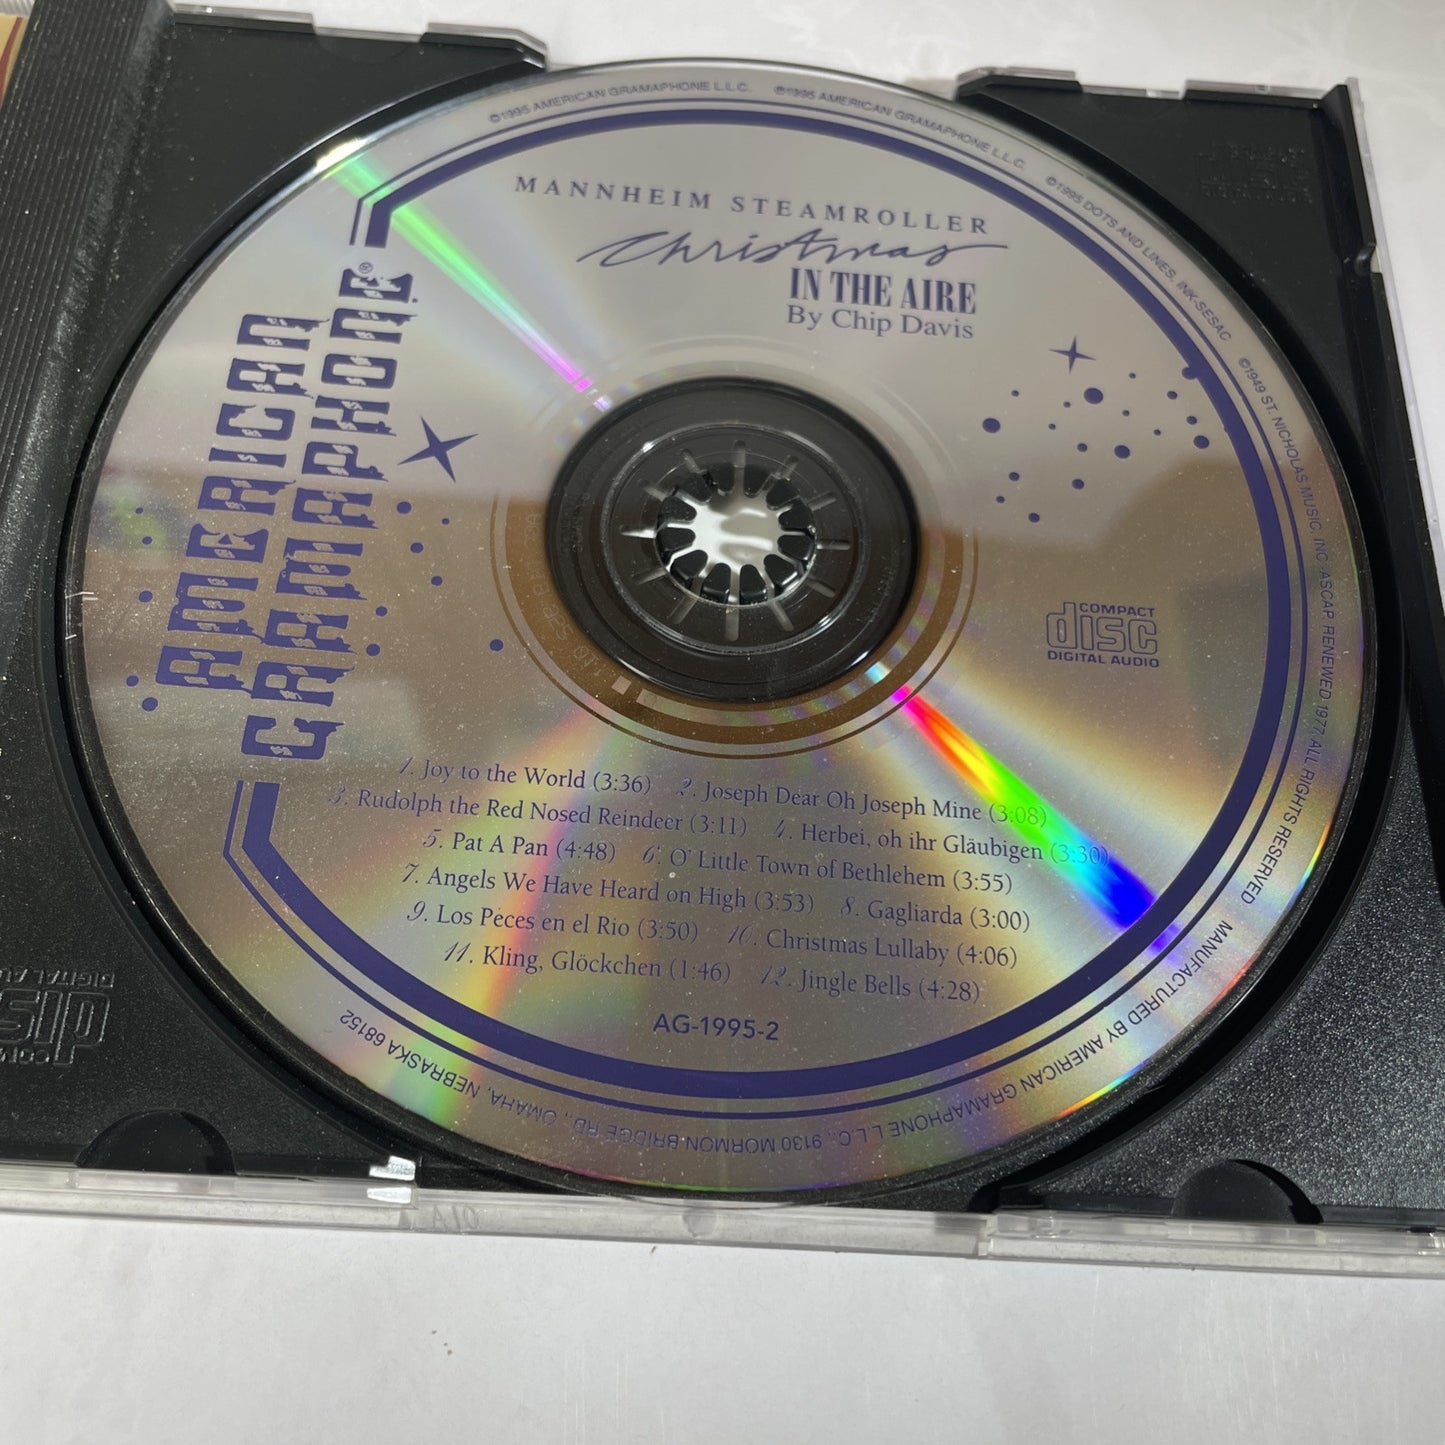 MANNHEIM STEAMROLLER
Christmas
IN THE AIRE
By Chip Davis
AMERICAN
GRAMAPHONE®
COMPACT
disc
DIGITAL AUDIO
1. Joy to the World (3:36) 2. Joseph Dear Oh Joseph Mine (3:08)
3. Rudolph the Red Nosed Reindeer (3:11) 4. Herbei, oh ihr Gläubigen (3:30)
5. Pat A Pan (4:48) 6. O' Little Town of Bethlehem (3:55)
7. Angels We Have Heard on High (3:53) 8. Gagliarda (3:00)
9. Los Peces en el Rio (3:50) 10. Christmas Lullaby (4:06)
11. Kling, Glöckchen (1:46) 12. Jingle Bells (4:28)
AG-1995-2
©1995 AMERICAN GRAMAPHONE L.L.C. ℗1995 AMERICAN GRAMAPHONE L.L.C. ©1995 DOTS AND LINES, INK-SESAC ©1949 ST. NICHOLAS MUSIC, INC. ASCAP, RENEWED 1977, ALL RIGHTS RESERVED MANUFACTURED BY AMERICAN GRAMAPHONE L.L.C., 9130 MORMON BRIDGE RD., OMAHA, NEBRASKA 68152
COMPACT
disc
DIGITAL AUDIO